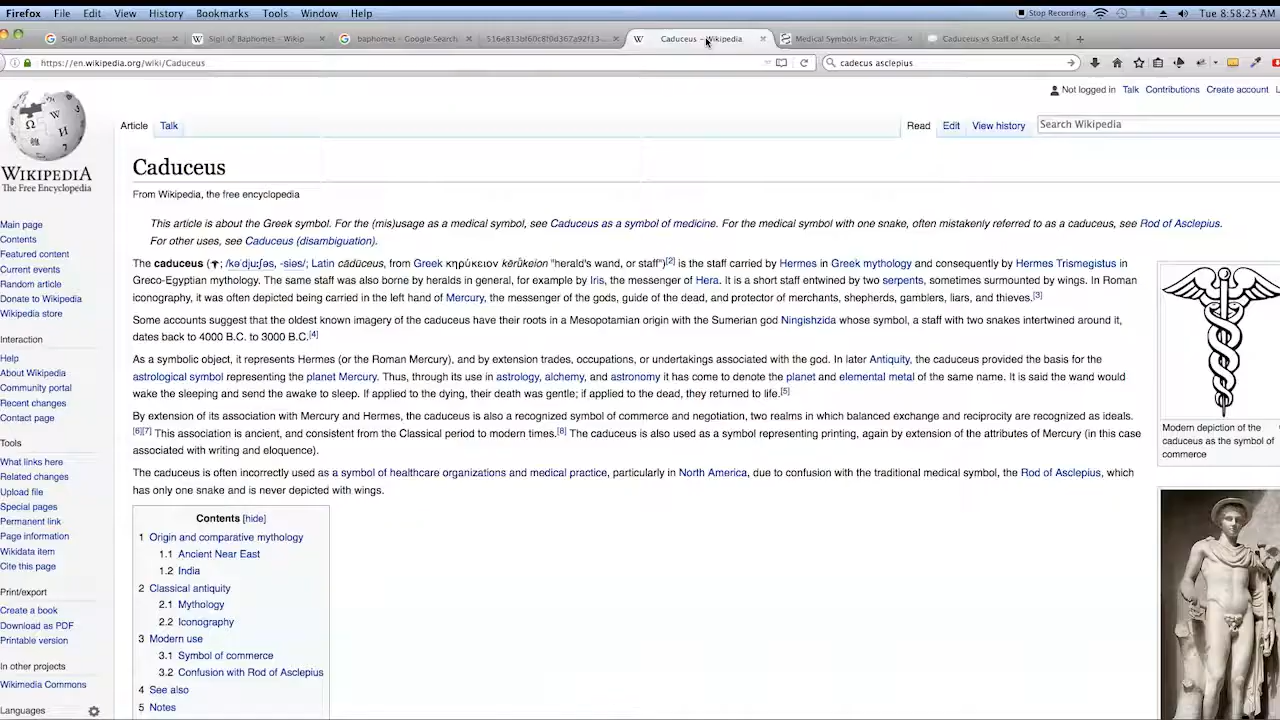 Firefox File Edit View History Bookmarks Tools Window Help Stop Recording Tue 8:58:25 AM
Sigil of Baphomet – Googl Sigil of Baphomet – Wikip baphomet – Google Search 516e813bf60c8f0d367a92f13... Caduceus – Wikipedia Medical Symbols in Practic... Caduceus vs Staff of Ascle
https://en.wikipedia.org/wiki/Caduceus cadecus asclepius
Not logged in Talk Contributions Create account
Article Talk Read Edit View history Search Wikipedia
WIKIPEDIA
The Free Encyclopedia
Main page
Contents
Featured content
Current events
Random article
Donate to Wikipedia
Wikipedia store
Interaction
Help
About Wikipedia
Community portal
Recent changes
Contact page
Tools
What links here
Related changes
Upload file
Special pages
Permanent link
Page information
Wikidata item
Cite this page
Print/export
Create a book
Download as PDF
Printable version
In other projects
Wikimedia Commons
Languages
Caduceus
From Wikipedia, the free encyclopedia
This article is about the Greek symbol. For the (mis)usage as a medical symbol, see Caduceus as a symbol of medicine. For the medical symbol with one snake, often mistakenly referred to as a caduceus, see Rod of Asclepius.
For other uses, see Caduceus (disambiguation).
The caduceus (☤; /kəˈdjuːʃəs, -siəs/; Latin cādūceus, from Greek κηρύκειον kērū́keion "herald's wand, or staff")[2] is the staff carried by Hermes in Greek mythology and consequently by Hermes Trismegistus in
Greco-Egyptian mythology. The same staff was also borne by heralds in general, for example by Iris, the messenger of Hera. It is a short staff entwined by two serpents, sometimes surmounted by wings. In Roman
iconography, it was often depicted being carried in the left hand of Mercury, the messenger of the gods, guide of the dead, and protector of merchants, shepherds, gamblers, liars, and thieves.[3]
Some accounts suggest that the oldest known imagery of the caduceus have their roots in a Mesopotamian origin with the Sumerian god Ningishzida whose symbol, a staff with two snakes intertwined around it,
dates back to 4000 B.C. to 3000 B.C.[4]
As a symbolic object, it represents Hermes (or the Roman Mercury), and by extension trades, occupations, or undertakings associated with the god. In later Antiquity, the caduceus provided the basis for the
astrological symbol representing the planet Mercury. Thus, through its use in astrology, alchemy, and astronomy it has come to denote the planet and elemental metal of the same name. It is said the wand would
wake the sleeping and send the awake to sleep. If applied to the dying, their death was gentle; if applied to the dead, they returned to life.[5]
By extension of its association with Mercury and Hermes, the caduceus is also a recognized symbol of commerce and negotiation, two realms in which balanced exchange and reciprocity are recognized as ideals.
[6][7] This association is ancient, and consistent from the Classical period to modern times.[8] The caduceus is also used as a symbol representing printing, again by extension of the attributes of Mercury (in this case
associated with writing and eloquence).
The caduceus is often incorrectly used as a symbol of healthcare organizations and medical practice, particularly in North America, due to confusion with the traditional medical symbol, the Rod of Asclepius, which
has only one snake and is never depicted with wings.
Contents [hide]
1 Origin and comparative mythology
1.1 Ancient Near East
1.2 India
2 Classical antiquity
2.1 Mythology
2.2 Iconography
3 Modern use
3.1 Symbol of commerce
3.2 Confusion with Rod of Asclepius
4 See also
5 Notes
Modern depiction of the
caduceus as the symbol of
commerce